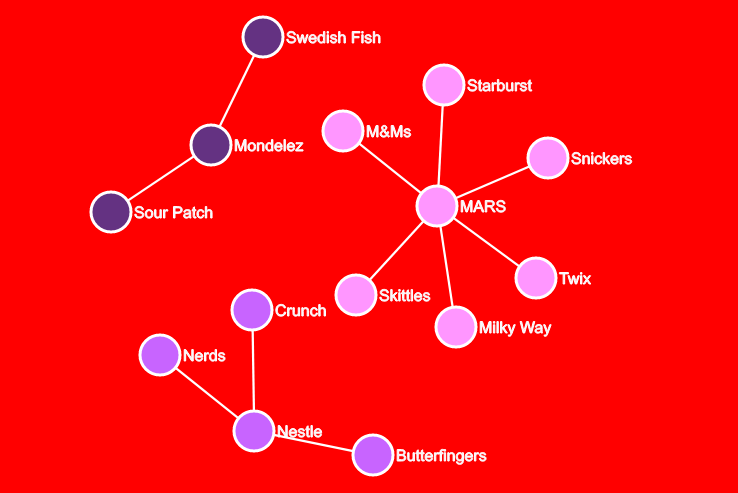 Swedish Fish
Starburst
M&Ms
Mondelez
Snickers
MARS
Sour Patch
Twix
Skittles
Crunch
Milky Way
Nerds
Nestle
Butterfingers